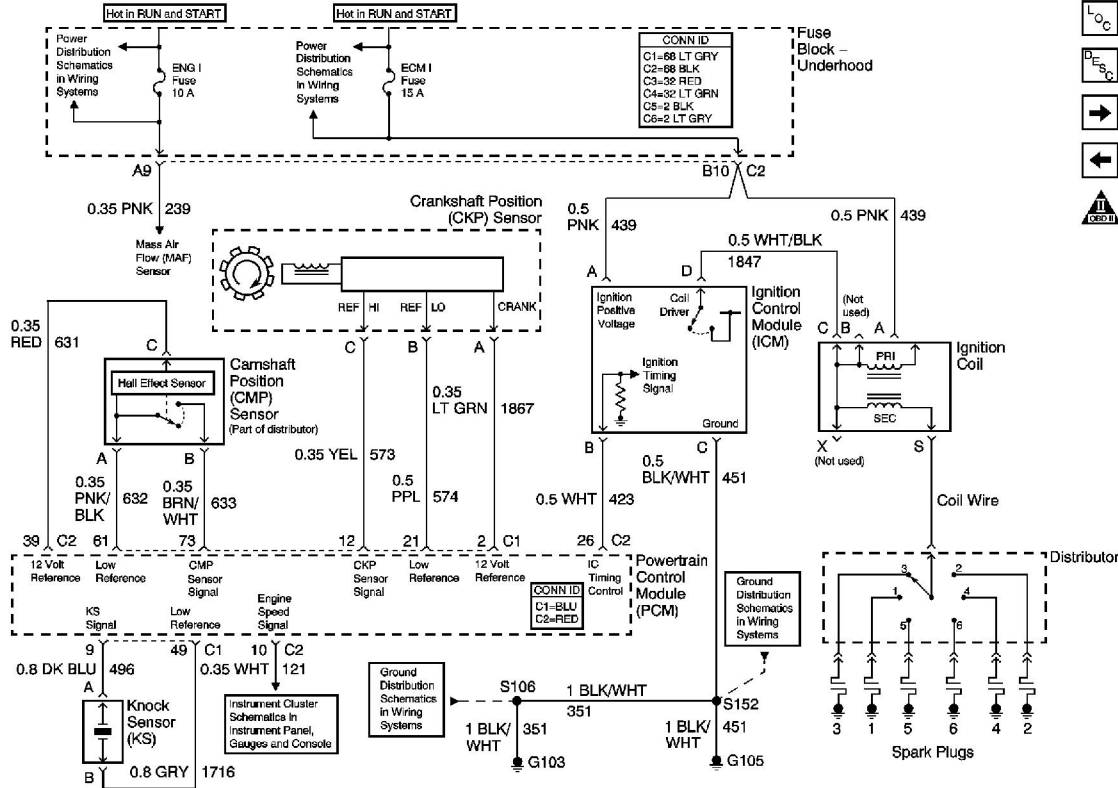 Hot in RUN and START
Hot in RUN and START
Power
Distribution
Schematics
in Wiring
Systems
ENG I
Fuse
10 A
Power
Distribution
Schematics
in Wiring
Systems
ECM I
Fuse
15 A
CONN ID
C1=68 LT GRY
C2=68 BLK
C3=32 RED
C4=32 LT GRN
C5=2 BLK
C6=2 LT GRY
Fuse
Block –
Underhood
LOC
DESC
II
OBD II
A9
B10
C2
0.35 PNK
239
Mass Air
Flow (MAF)
Sensor
Crankshaft Position
(CKP) Sensor
REF
HI
REF
LO
CRANK
C
B
A
0.5
PNK
439
0.5 PNK
439
0.5 WHT/BLK
1847
A
D
Ignition
Positive
Voltage
Coil
Driver
Ignition
Timing
Signal
Ground
Ignition
Control
Module
(ICM)
B
C
(Not
used)
C
B
A
PRI
SEC
Ignition
Coil
X
(Not used)
S
0.35
RED
631
C
Hall Effect Sensor
Camshaft
Position
(CMP)
Sensor
(Part of distributor)
A
B
0.35
PNK/
BLK
632
0.35
BRN/
WHT
633
0.35 YEL
573
0.5
PPL
574
0.35
LT GRN
1867
0.5 WHT
423
0.5
BLK/WHT
451
Coil Wire
39
C2
61
73
12
21
2
C1
26
C2
12 Volt
Reference
Low
Reference
CMP
Sensor
Signal
CKP
Sensor
Signal
Low
Reference
12 Volt
Reference
IC
Timing
Control
Powertrain
Control
Module
(PCM)
CONN ID
C1=BLU
C2=RED
KS
Signal
Low
Reference
Engine
Speed
Signal
9
49
C1
10
C2
0.8 DK BLU
496
0.35 WHT
121
A
Knock
Sensor
(KS)
B
0.8 GRY
1716
Instrument Cluster
Schematics in
Instrument Panel,
Gauges and Console
Ground
Distribution
Schematics
in Wiring
Systems
Ground
Distribution
Schematics
in Wiring
Systems
S106
1 BLK/WHT
351
S152
1 BLK/
WHT
351
G103
1 BLK/
WHT
451
G105
Distributor
3
2
1
4
5
6
3
1
5
6
4
2
Spark Plugs